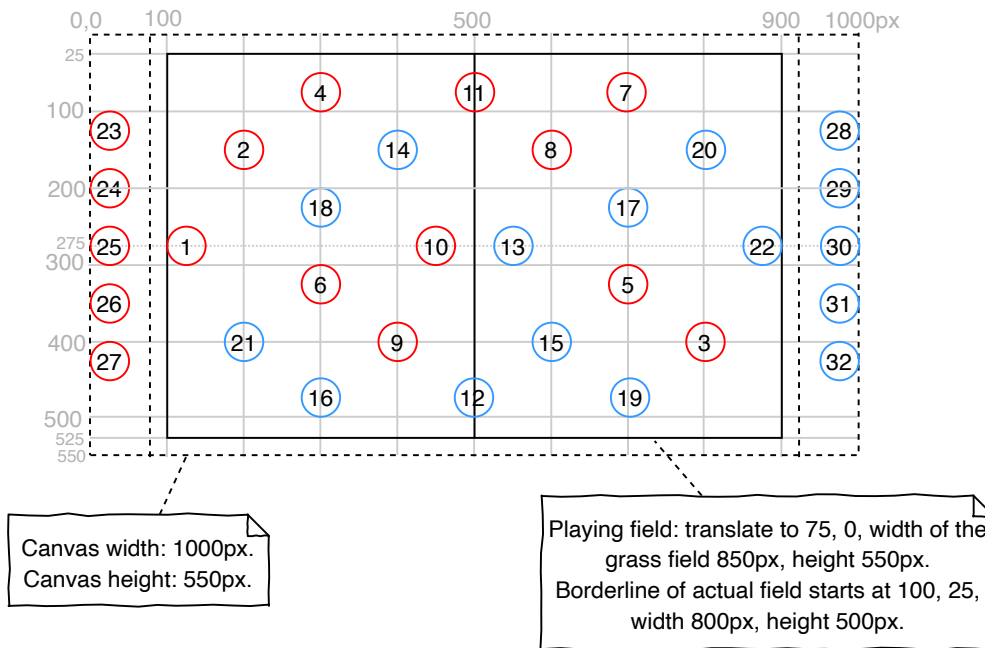 0,0 100 500 900 1000px
25
4 11 7
100
23 28
2 14 8 20
200 24 29
18 17
275 25 1 10 13 22 30
300
6 5
26 31
400 21 9 15 3
27 32
16 12 19
500
525
550
Canvas width: 1000px.
Canvas height: 550px.
Playing field: translate to 75, 0, width of the
grass field 850px, height 550px.
Borderline of actual field starts at 100, 25,
width 800px, height 500px.